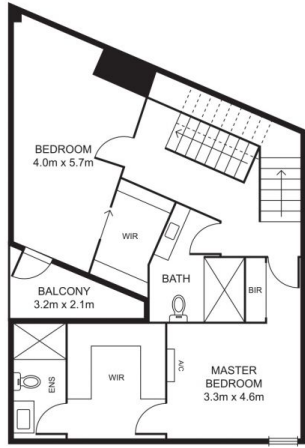 BEDROOM
4.0m x 5.7m
WIR
BATH
BIR
BALCONY
3.2m x 2.1m
ENS
WIR
A/C
MASTER
BEDROOM
3.3m x 4.6m